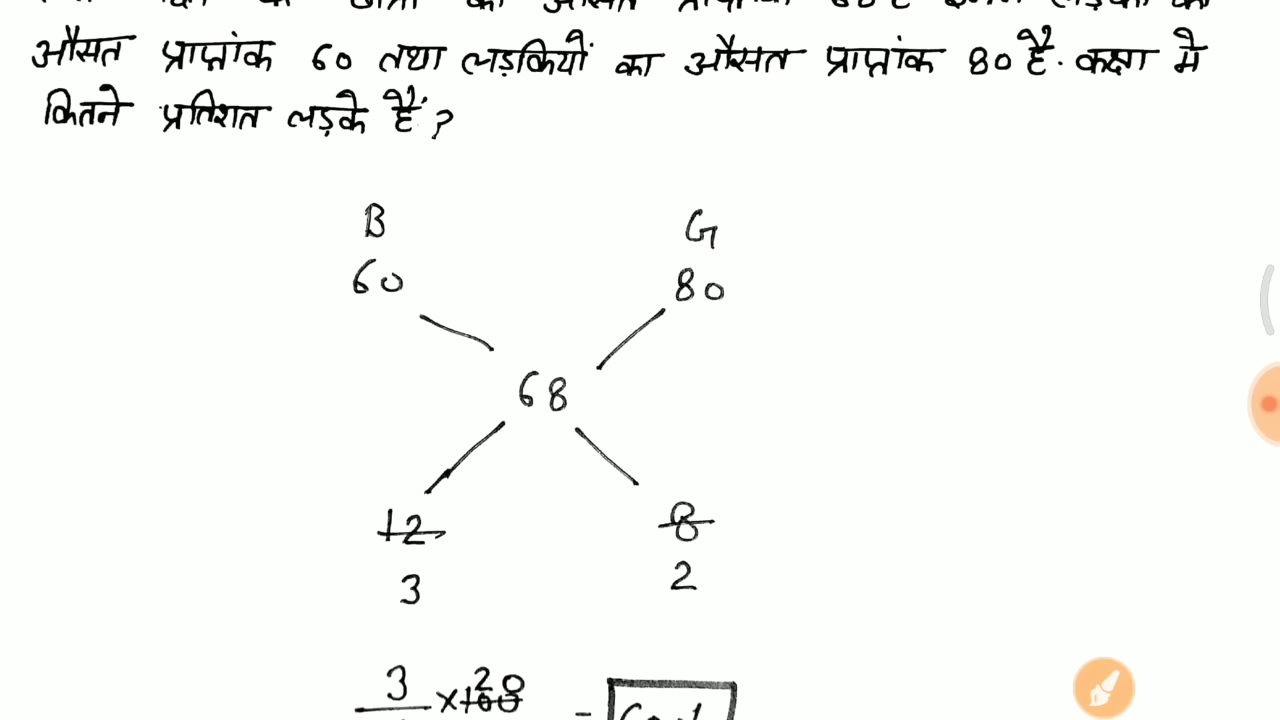 औसत प्राप्तांक 60 तथा लड़कियों का औसत प्राप्तांक 80 है. कक्षा मे
कितने प्रतिशत लड़के हैं?
B G
60 80
68
12 8
3 2
3 ×100 20 =